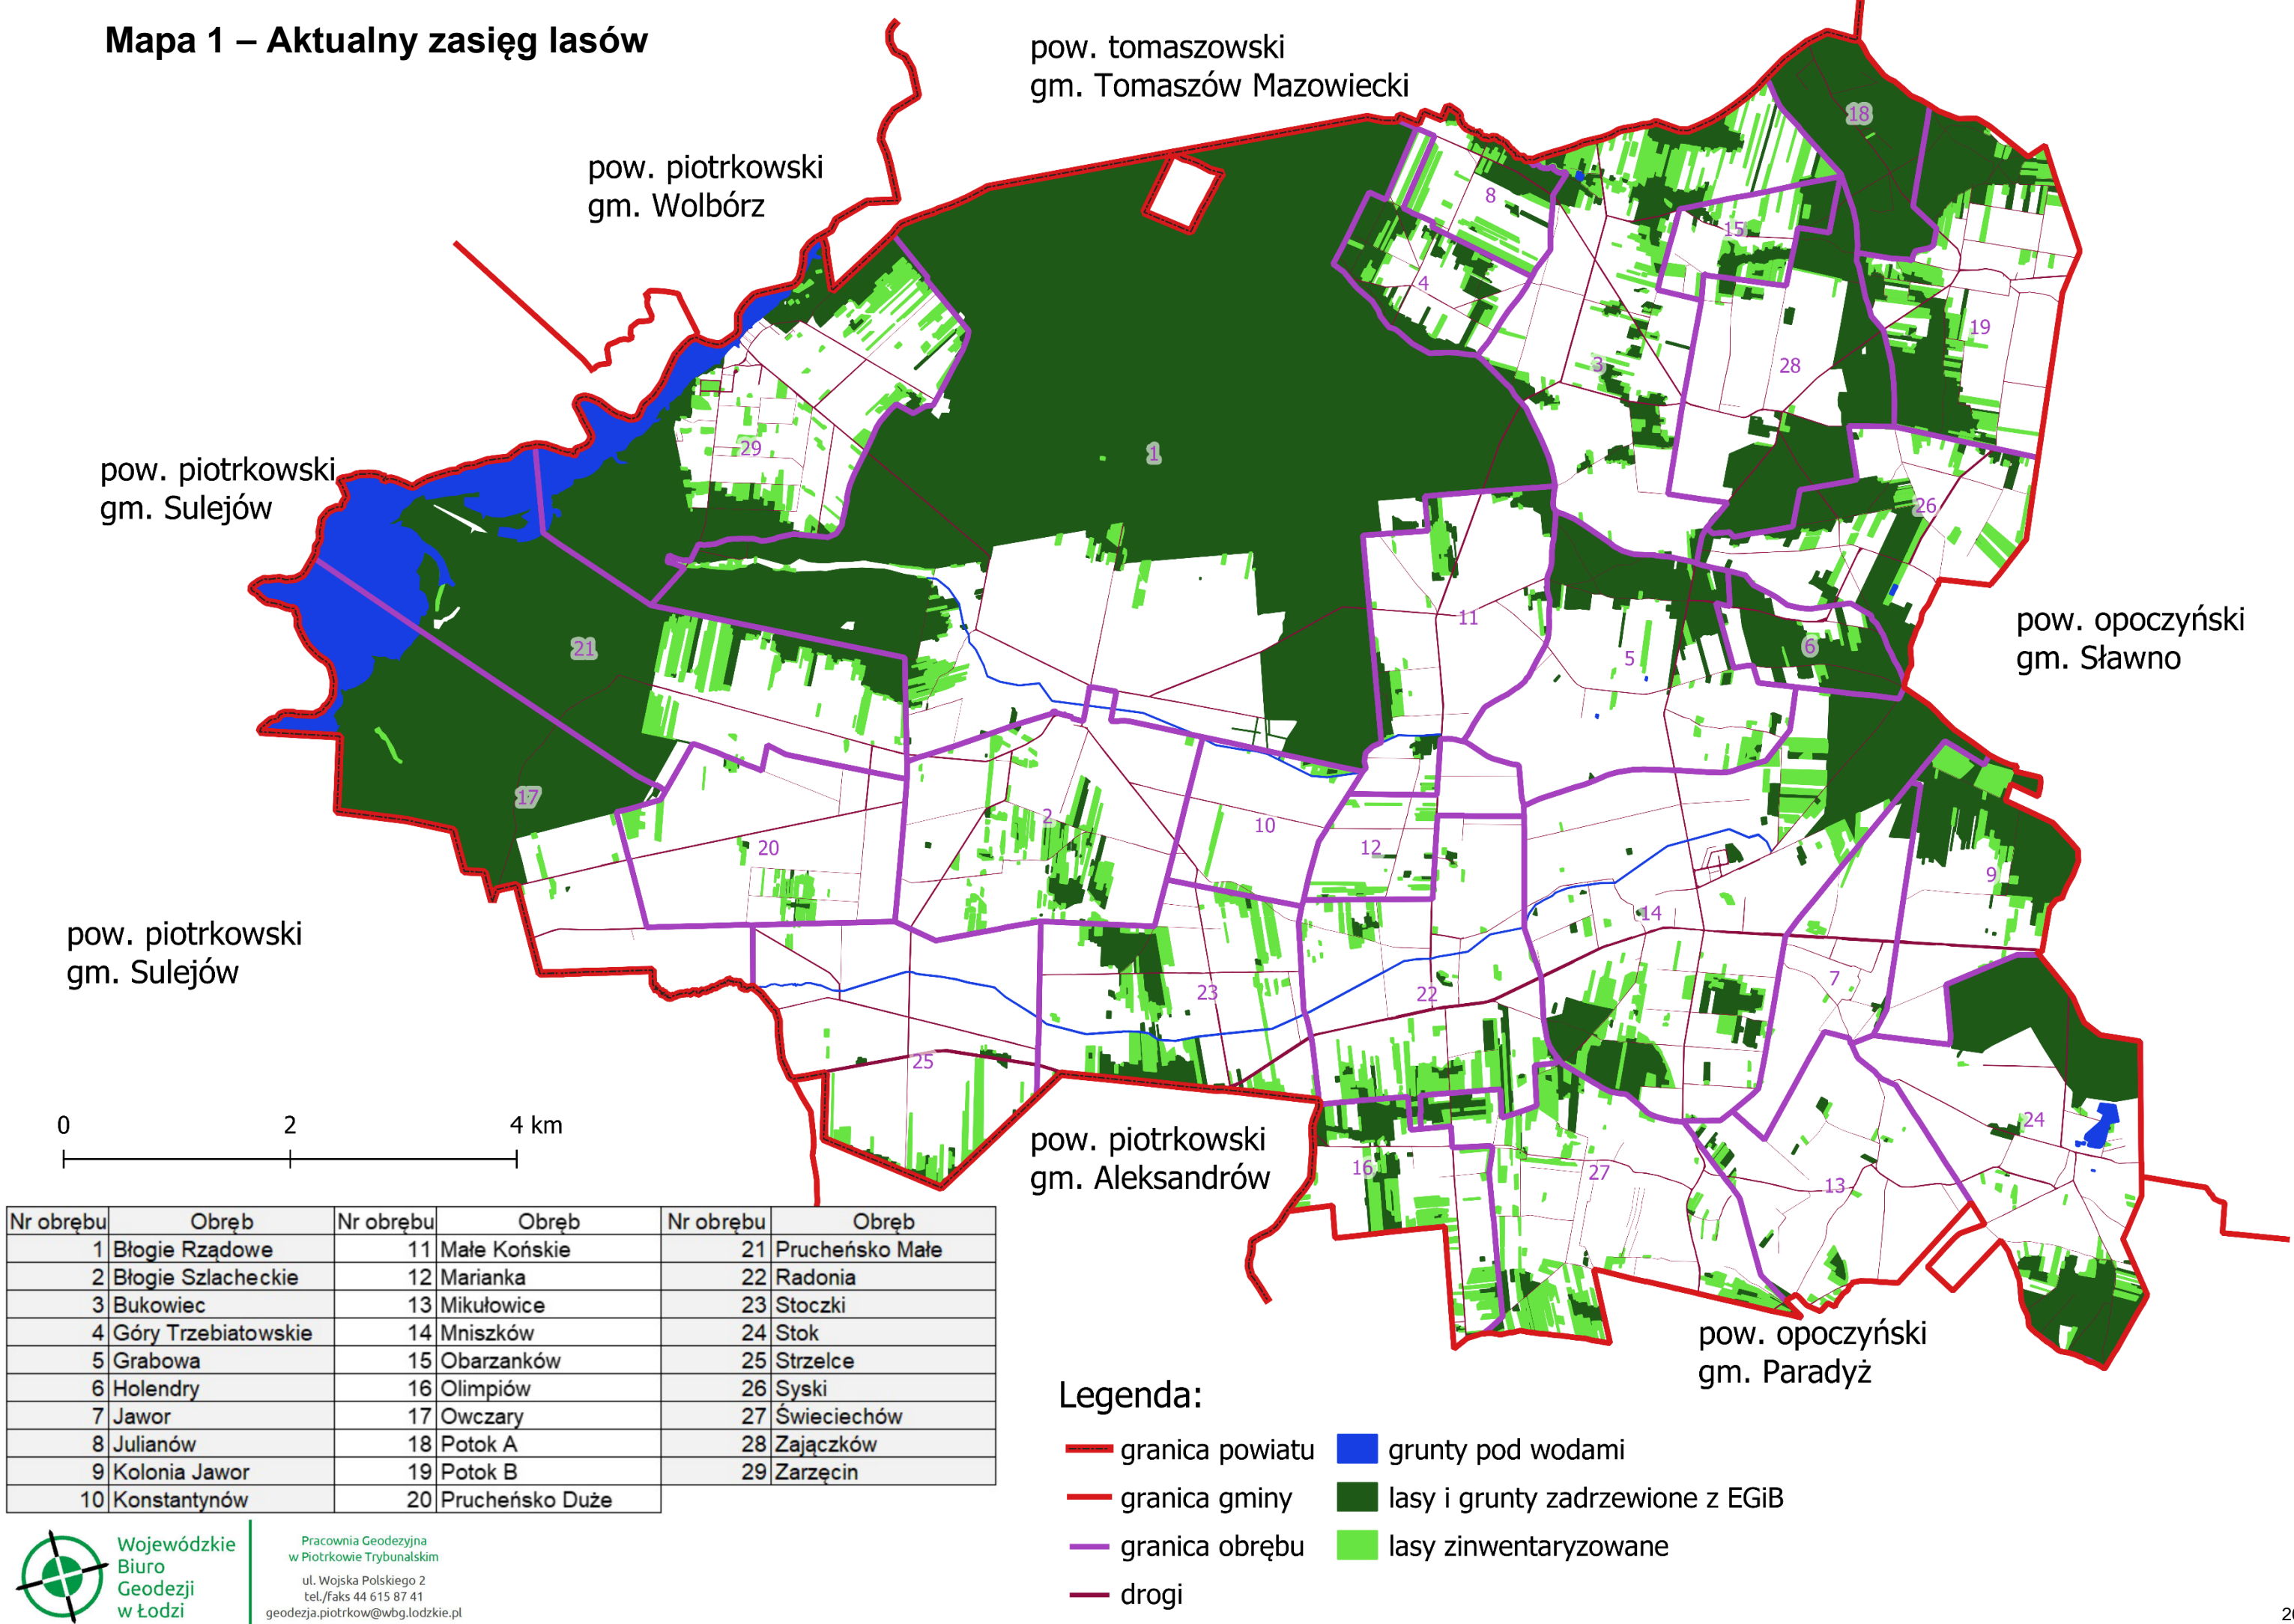 Mapa 1 – Aktualny zasięg lasów
pow. tomaszowski
gm. Tomaszów Mazowiecki
pow. piotrkowski
gm. Wolbórz
pow. piotrkowski
gm. Sulejów
pow. opoczyński
gm. Sławno
pow. piotrkowski
gm. Sulejów
pow. piotrkowski
gm. Aleksandrów
pow. opoczyński
gm. Paradyż
18
8
15
4
19
3
28
1
29
26
11
21
5
6
17
2
10
20
12
9
14
7
23
22
25
24
16
27
13
0 2 4 km
Nr obrębu Obręb Nr obrębu Obręb Nr obrębu Obręb
1 Błogie Rządowe 11 Małe Końskie 21 Prucheńsko Małe
2 Błogie Szlacheckie 12 Marianka 22 Radonia
3 Bukowiec 13 Mikułowice 23 Stoczki
4 Góry Trzebiatowskie 14 Mniszków 24 Stok
5 Grabowa 15 Obarzanków 25 Strzelce
6 Holendry 16 Olimpiów 26 Syski
7 Jawor 17 Owczary 27 Świeciechów
8 Julianów 18 Potok A 28 Zajączków
9 Kolonia Jawor 19 Potok B 29 Zarzęcin
10 Konstantynów 20 Prucheńsko Duże
Legenda:
granica powiatu grunty pod wodami
granica gminy lasy i grunty zadrzewione z EGiB
granica obrębu lasy zinwentaryzowane
drogi
Wojewódzkie
Biuro
Geodezji
w Łodzi
Pracownia Geodezyjna
w Piotrkowie Trybunalskim
ul. Wojska Polskiego 2
tel./faks 44 615 87 41
geodezja.piotrkow@wbg.lodzkie.pl